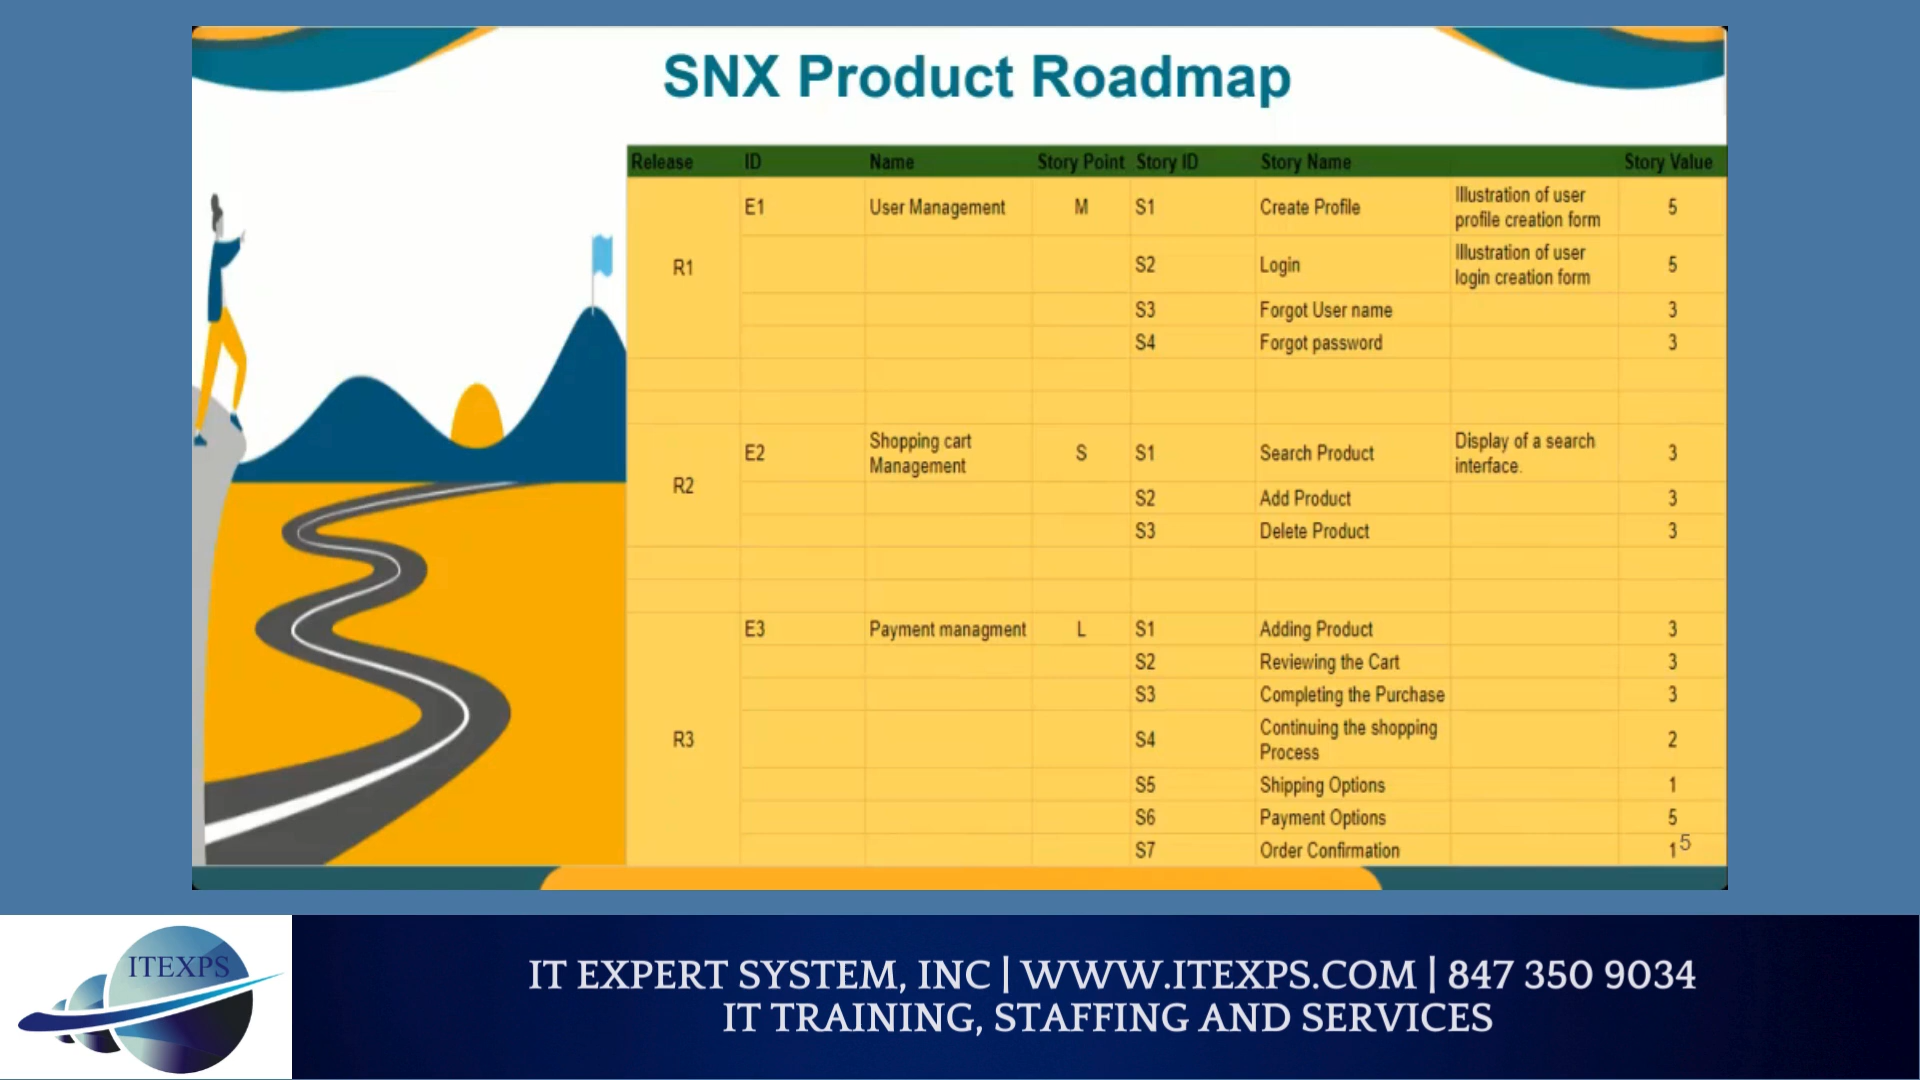 SNX Product Roadmap
Release ID Name Story Point Story ID Story Name Story Value
R1
E1 User Management M S1 Create Profile Illustration of user profile creation form 5
S2 Login Illustration of user login creation form 5
S3 Forgot User name 3
S4 Forgot password 3
R2
E2 Shopping cart Management S S1 Search Product Display of a search interface. 3
S2 Add Product 3
S3 Delete Product 3
R3
E3 Payment managment L S1 Adding Product 3
S2 Reviewing the Cart 3
S3 Completing the Purchase 3
S4 Continuing the shopping Process 2
S5 Shipping Options 1
S6 Payment Options 5
S7 Order Confirmation 1
5
ITEXPS
IT EXPERT SYSTEM, INC | WWW.ITEXPS.COM | 847 350 9034
IT TRAINING, STAFFING AND SERVICES